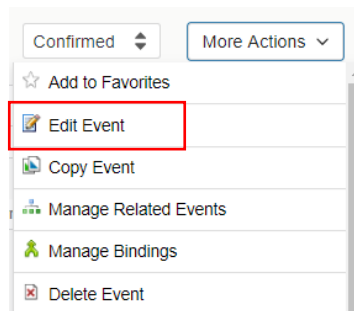 Confirmed More Actions
Add to Favorites
Edit Event
Copy Event
Manage Related Events
Manage Bindings
Delete Event